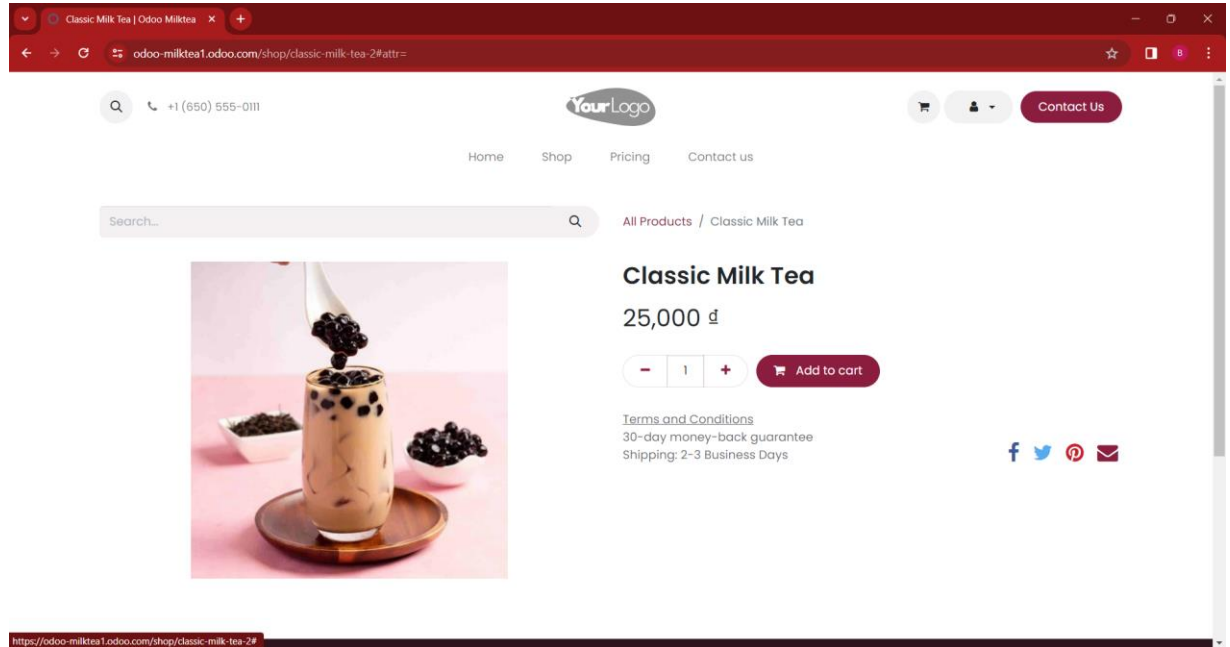 Classic Milk Tea | Odoo Milktea
odoo-milktea1.odoo.com/shop/classic-milk-tea-2#attr=
B
+1 (650) 555-0111
YourLogo
Contact Us
Home Shop Pricing Contact us
Search...
All Products / Classic Milk Tea
Classic Milk Tea
25,000 ₫
- 1 + Add to cart
Terms and Conditions
30-day money-back guarantee
Shipping: 2-3 Business Days
https://odoo-milktea1.odoo.com/shop/classic-milk-tea-2#